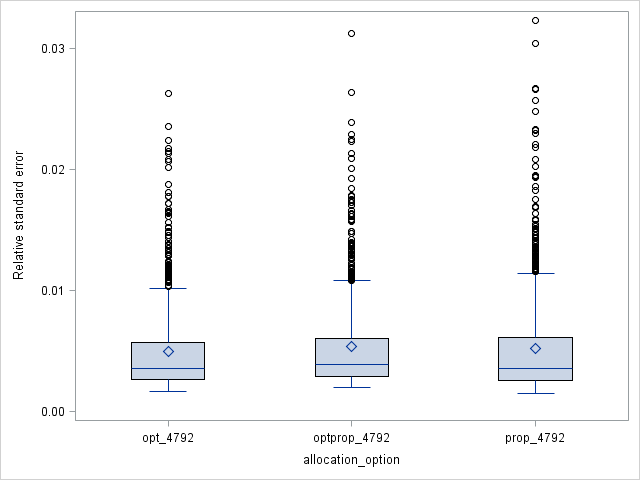 0.03
0.02
0.01
0.00
Relative standard error
opt_4792
optprop_4792
prop_4792
allocation_option